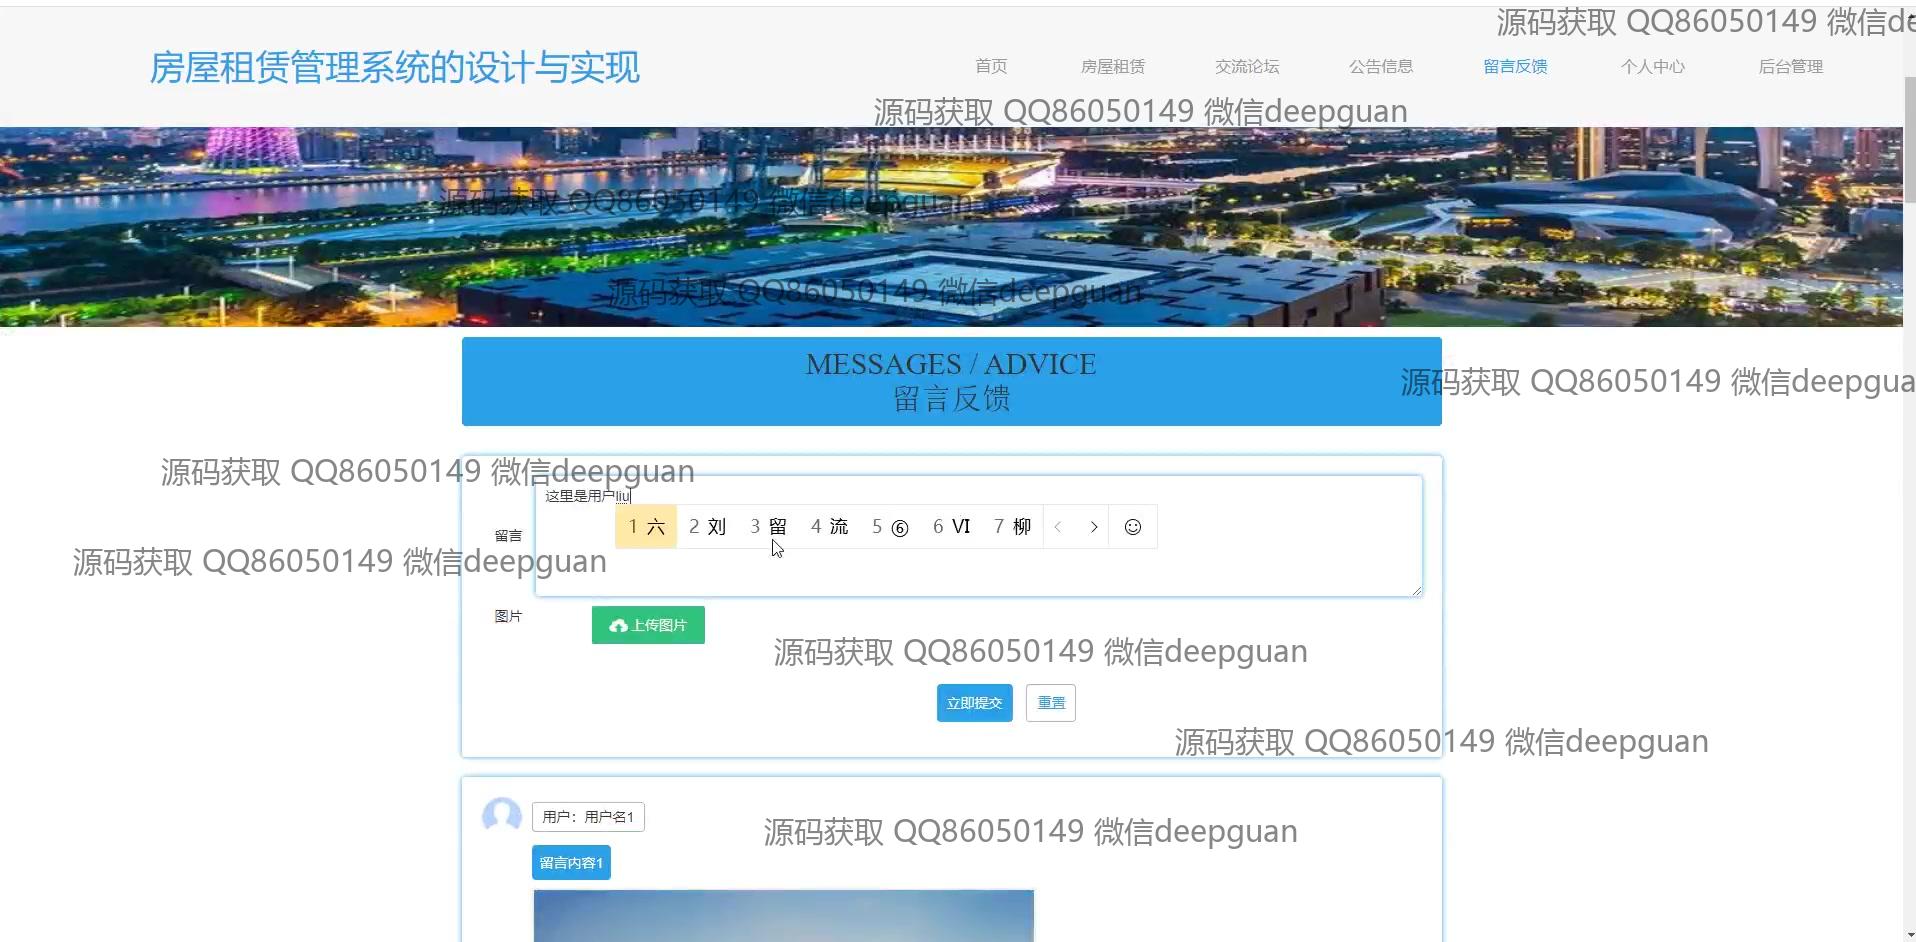 源码获取 QQ86050149 微信de
房屋租赁管理系统的设计与实现
首页 房屋租赁 交流论坛 公告信息 留言反馈 个人中心 后台管理
源码获取 QQ86050149 微信deepguan
源码获取 QQ86050149 微信deepguan
源码获取 QQ86050149 微信deepguan
MESSAGES / ADVICE
留言反馈
源码获取 QQ86050149 微信deepgua
源码获取 QQ86050149 微信deepguan
这里是用户liu
1 六 2 刘 3 留 4 流 5 ⑥ 6 Ⅵ 7 柳
留言
源码获取 QQ86050149 微信deepguan
图片
上传图片
源码获取 QQ86050149 微信deepguan
立即提交 重置
源码获取 QQ86050149 微信deepguan
用户：用户名1
源码获取 QQ86050149 微信deepguan
留言内容1